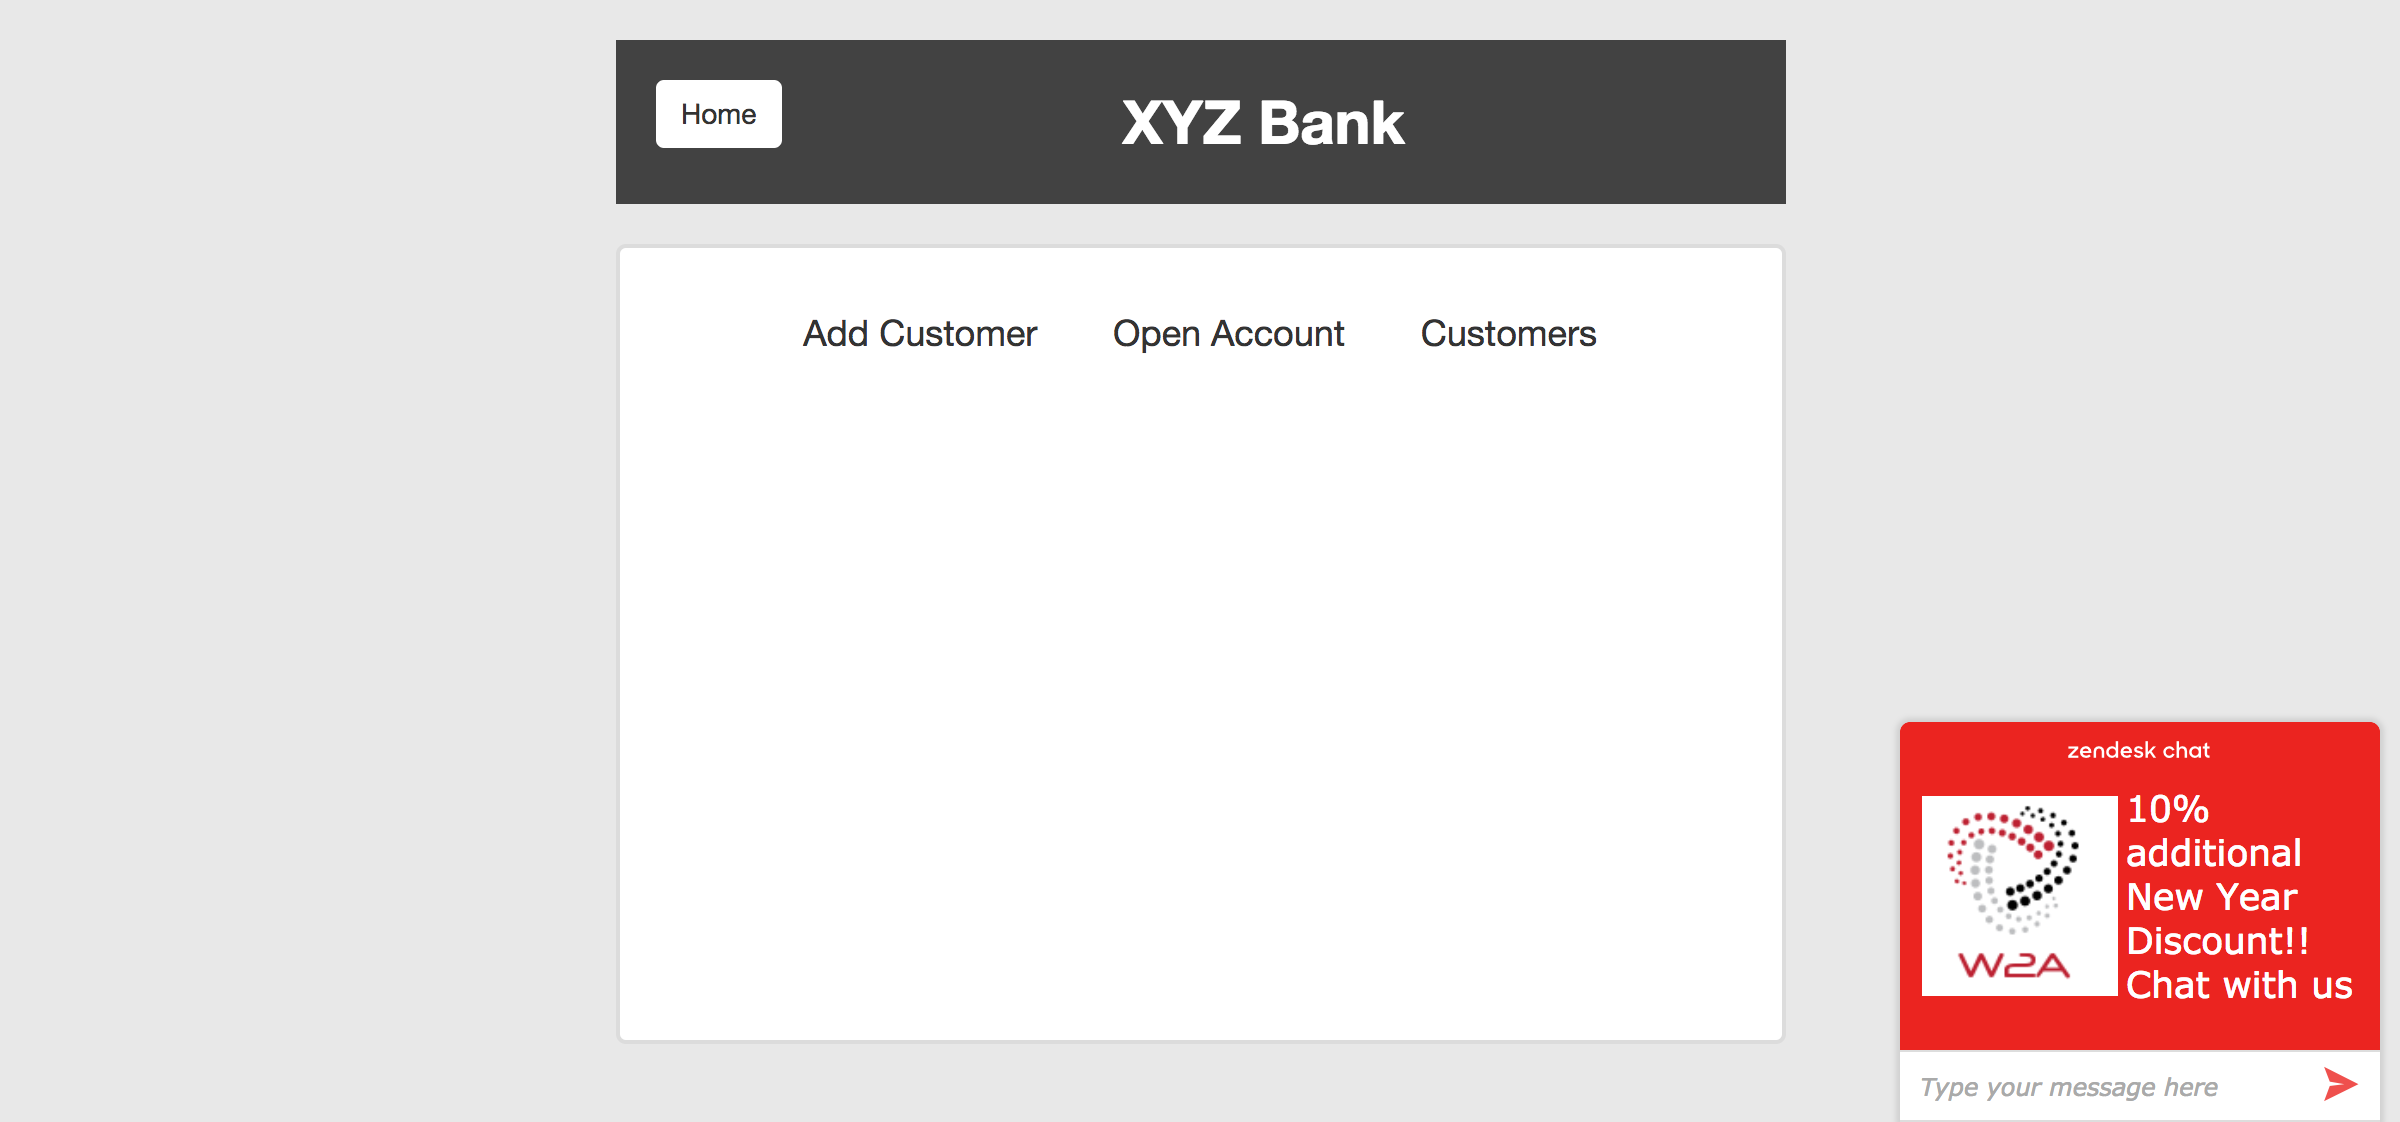 Home
XYZ Bank
Add Customer
Open Account
Customers
zendesk chat
W2A
10%
additional
New Year
Discount!!
Chat with us
Type your message here